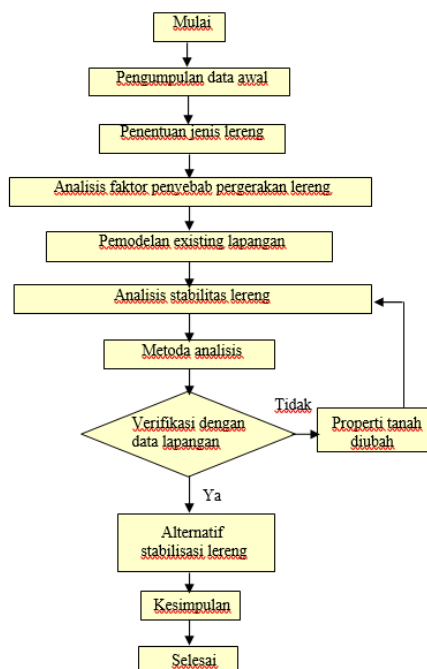 Mulai
Pengumpulan data awal
Penentuan jenis lereng
Analisis faktor penyebab pergerakan lereng
Pemodelan existing lapangan
Analisis stabilitas lereng
Metoda analisis
Verifikasi dengan
data lapangan
Tidak
Properti tanah
diubah
Ya
Alternatif
stabilisasi lereng
Kesimpulan
Selesai